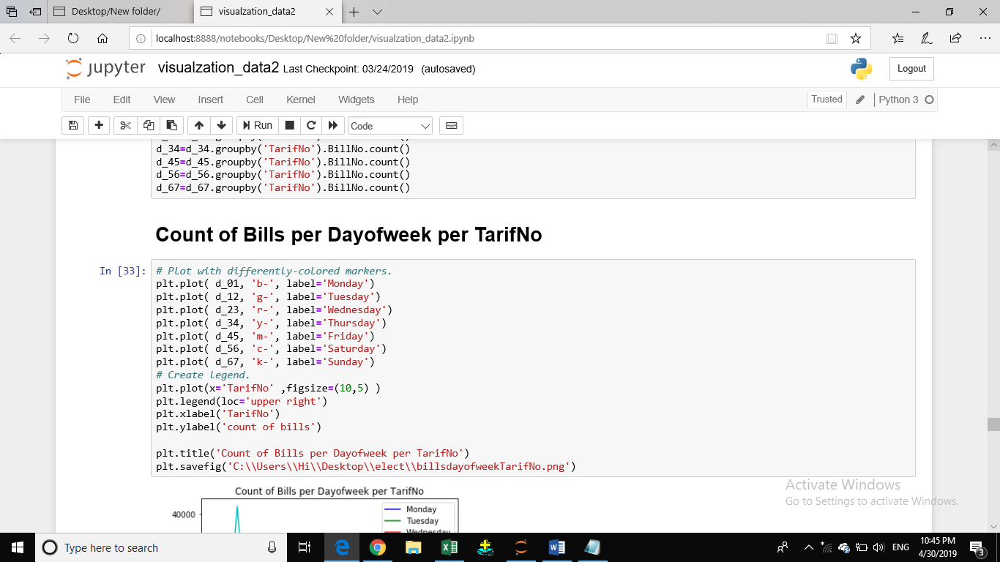 Desktop/New folder/
visualzation_data2
localhost:8888/notebooks/Desktop/New%20folder/visualzation_data2.ipynb
jupyter visualzation_data2 Last Checkpoint: 03/24/2019 (autosaved)
Logout
File Edit View Insert Cell Kernel Widgets Help
Trusted
Python 3
Run
Code
d_34=d_34.groupby('TarifNo').BillNo.count()
d_45=d_45.groupby('TarifNo').BillNo.count()
d_56=d_56.groupby('TarifNo').BillNo.count()
d_67=d_67.groupby('TarifNo').BillNo.count()
Count of Bills per Dayofweek per TarifNo
In [33]:
# Plot with differently-colored markers.
plt.plot( d_01, 'b-', label='Monday')
plt.plot( d_12, 'g-', label='Tuesday')
plt.plot( d_23, 'r-', label='Wednesday')
plt.plot( d_34, 'y-', label='Thursday')
plt.plot( d_45, 'm-', label='Friday')
plt.plot( d_56, 'c-', label='Saturday')
plt.plot( d_67, 'k-', label='Sunday')
# Create legend.
plt.plot(x='TarifNo' ,figsize=(10,5) )
plt.legend(loc='upper right')
plt.xlabel('TarifNo')
plt.ylabel('count of bills')
plt.title('Count of Bills per Dayofweek per TarifNo')
plt.savefig('C:\\Users\\Hi\\Desktop\\elect\\billsdayofweekTarifNo.png')
Count of Bills per Dayofweek per TarifNo
40000
Monday
Tuesday
Wednesday
Activate Windows
Go to Settings to activate Windows.
Type here to search
ENG
10:45 PM
4/30/2019
3